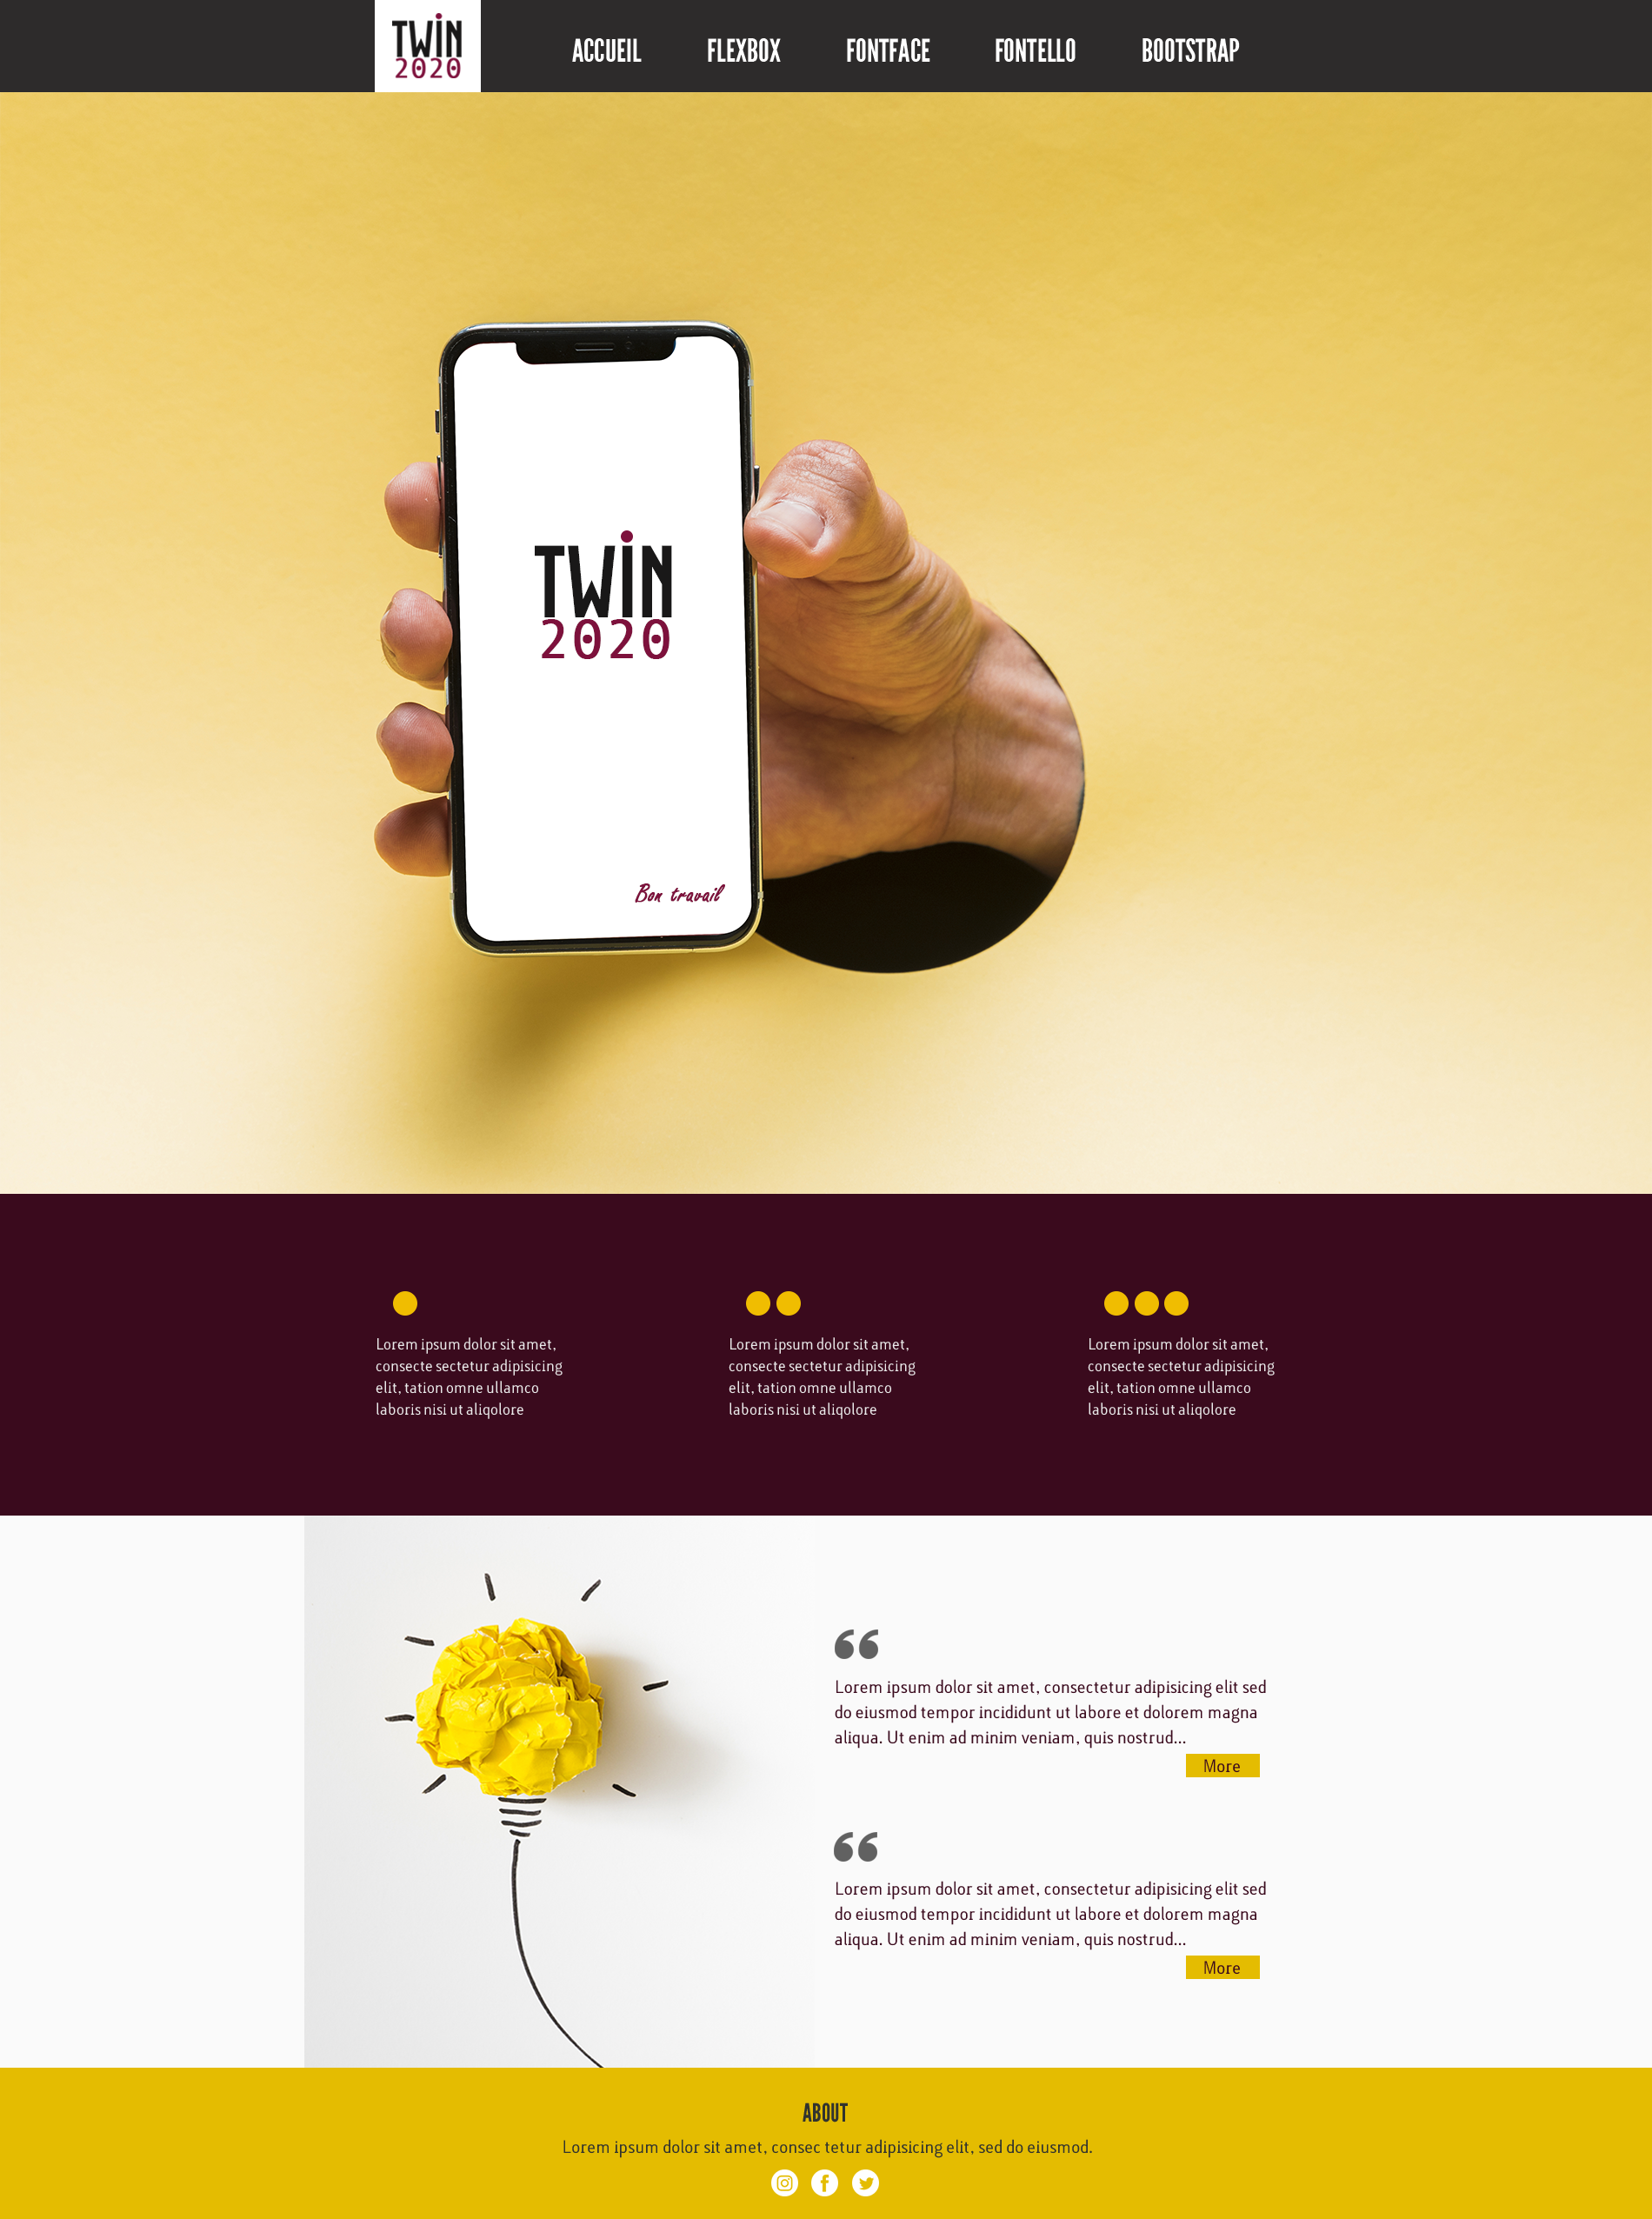 TWIN
2020
ACCUEIL FLEXBOX FONTFACE FONTELLO BOOTSTRAP
TWIN
2020
Bon travail
Lorem ipsum dolor sit amet,
consecte sectetur adipisicing
elit, tation omne ullamco
laboris nisi ut aliqolore
Lorem ipsum dolor sit amet,
consecte sectetur adipisicing
elit, tation omne ullamco
laboris nisi ut aliqolore
Lorem ipsum dolor sit amet,
consecte sectetur adipisicing
elit, tation omne ullamco
laboris nisi ut aliqolore
“
Lorem ipsum dolor sit amet, consectetur adipisicing elit sed
do eiusmod tempor incididunt ut labore et dolorem magna
aliqua. Ut enim ad minim veniam, quis nostrud...
More
“
Lorem ipsum dolor sit amet, consectetur adipisicing elit sed
do eiusmod tempor incididunt ut labore et dolorem magna
aliqua. Ut enim ad minim veniam, quis nostrud...
More
ABOUT
Lorem ipsum dolor sit amet, consec tetur adipisicing elit, sed do eiusmod.